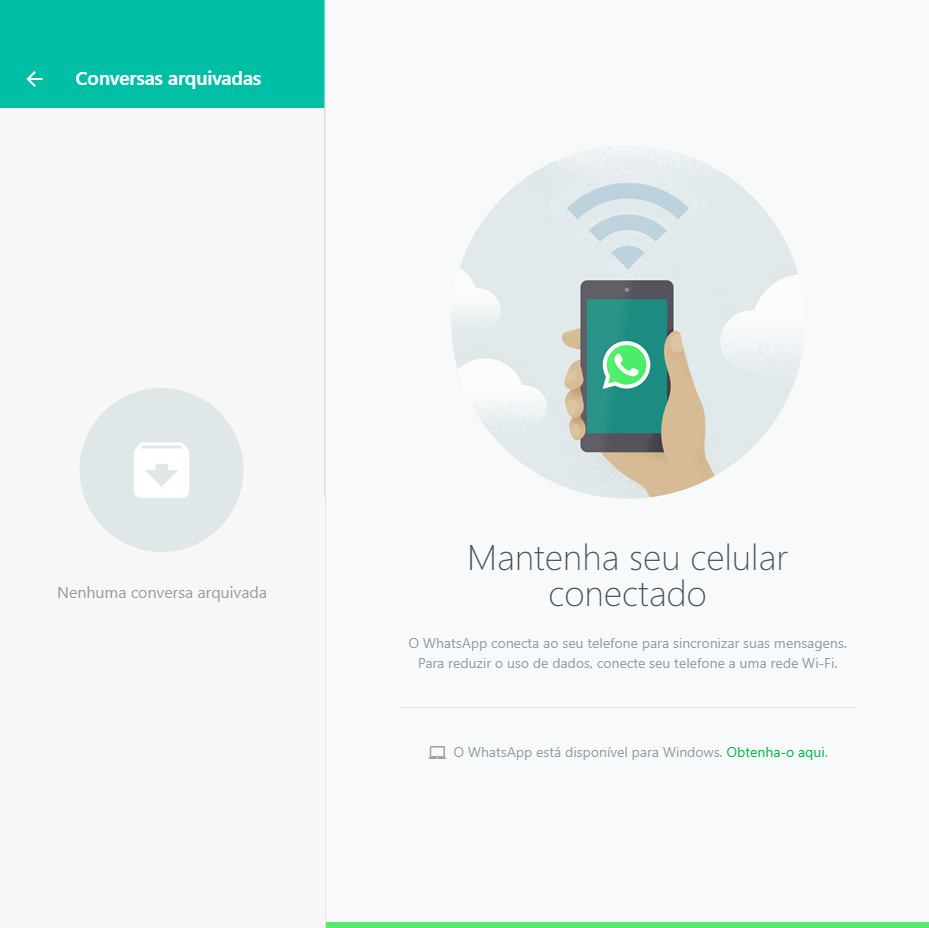 Conversas arquivadas
Nenhuma conversa arquivada
Mantenha seu celular
conectado
O WhatsApp conecta ao seu telefone para sincronizar suas mensagens.
Para reduzir o uso de dados, conecte seu telefone a uma rede Wi-Fi.
O WhatsApp está disponível para Windows. Obtenha-o aqui.